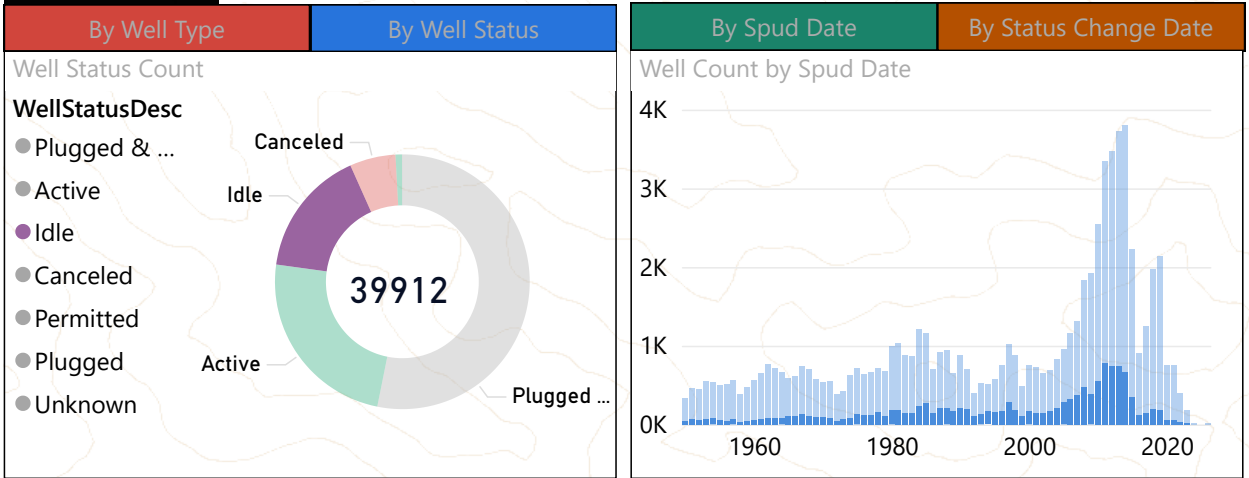 By Well Type
By Well Status
Well Status Count
WellStatusDesc
Plugged & ...
Active
Idle
Canceled
Permitted
Plugged
Unknown
Canceled
Idle
Active
Plugged ...
39912
By Spud Date
By Status Change Date
Well Count by Spud Date
4K
3K
2K
1K
0K
1960
1980
2000
2020